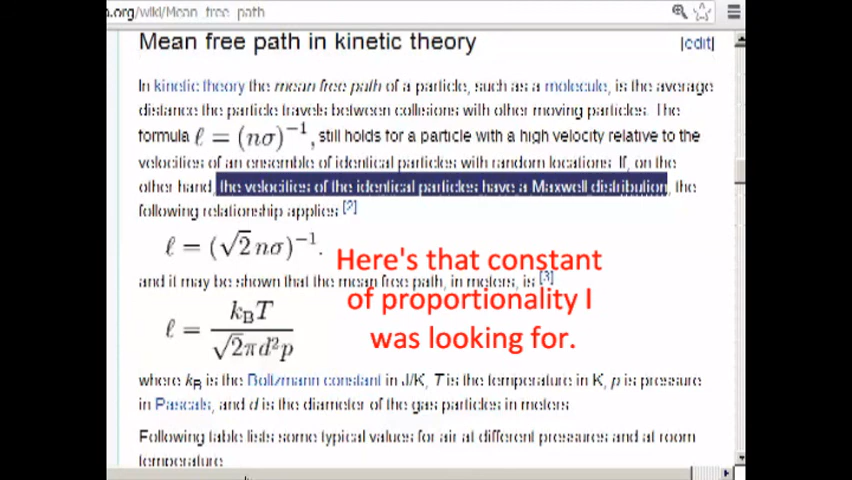 .org/wiki/Mean_free_path
Mean free path in kinetic theory
[edit]
In kinetic theory the mean free path of a particle, such as a molecule, is the average
distance the particle travels between collisions with other moving particles. The
formula ℓ = (nσ)⁻¹, still holds for a particle with a high velocity relative to the
velocities of an ensemble of identical particles with random locations. If, on the
other hand, the velocities of the identical particles have a Maxwell distribution, the
following relationship applies:[2]
ℓ = (√2 nσ)⁻¹.
and it may be shown that the mean free path, in meters, is:[3]
ℓ = k_B T / √2πd²p
Here's that constant
of proportionality I
was looking for.
where k_B is the Boltzmann constant in J/K, T is the temperature in K, p is pressure
in Pascals, and d is the diameter of the gas particles in meters.
Following table lists some typical values for air at different pressures and at room
temperature.